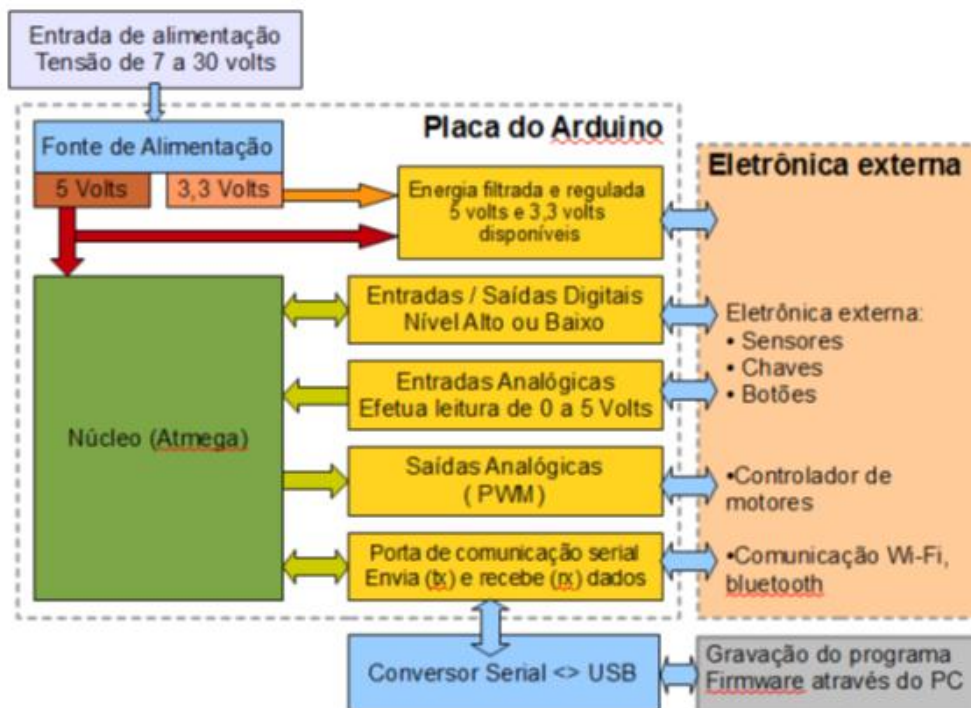 Entrada de alimentação
Tensão de 7 a 30 volts
Placa do Arduino
Fonte de Alimentação
5 Volts
3,3 Volts
Energia filtrada e regulada
5 volts e 3,3 volts
disponíveis
Eletrônica externa
Núcleo (Atmega)
Entradas / Saídas Digitais
Nível Alto ou Baixo
Entradas Analógicas
Efetua leitura de 0 a 5 Volts
Saídas Analógicas
( PWM)
Porta de comunicação serial
Envia (tx) e recebe (rx) dados
Eletrônica externa:
• Sensores
• Chaves
• Botões
•Controlador de
motores
•Comunicação Wi-Fi,
bluetooth
Conversor Serial <> USB
Gravação do programa
Firmware através do PC